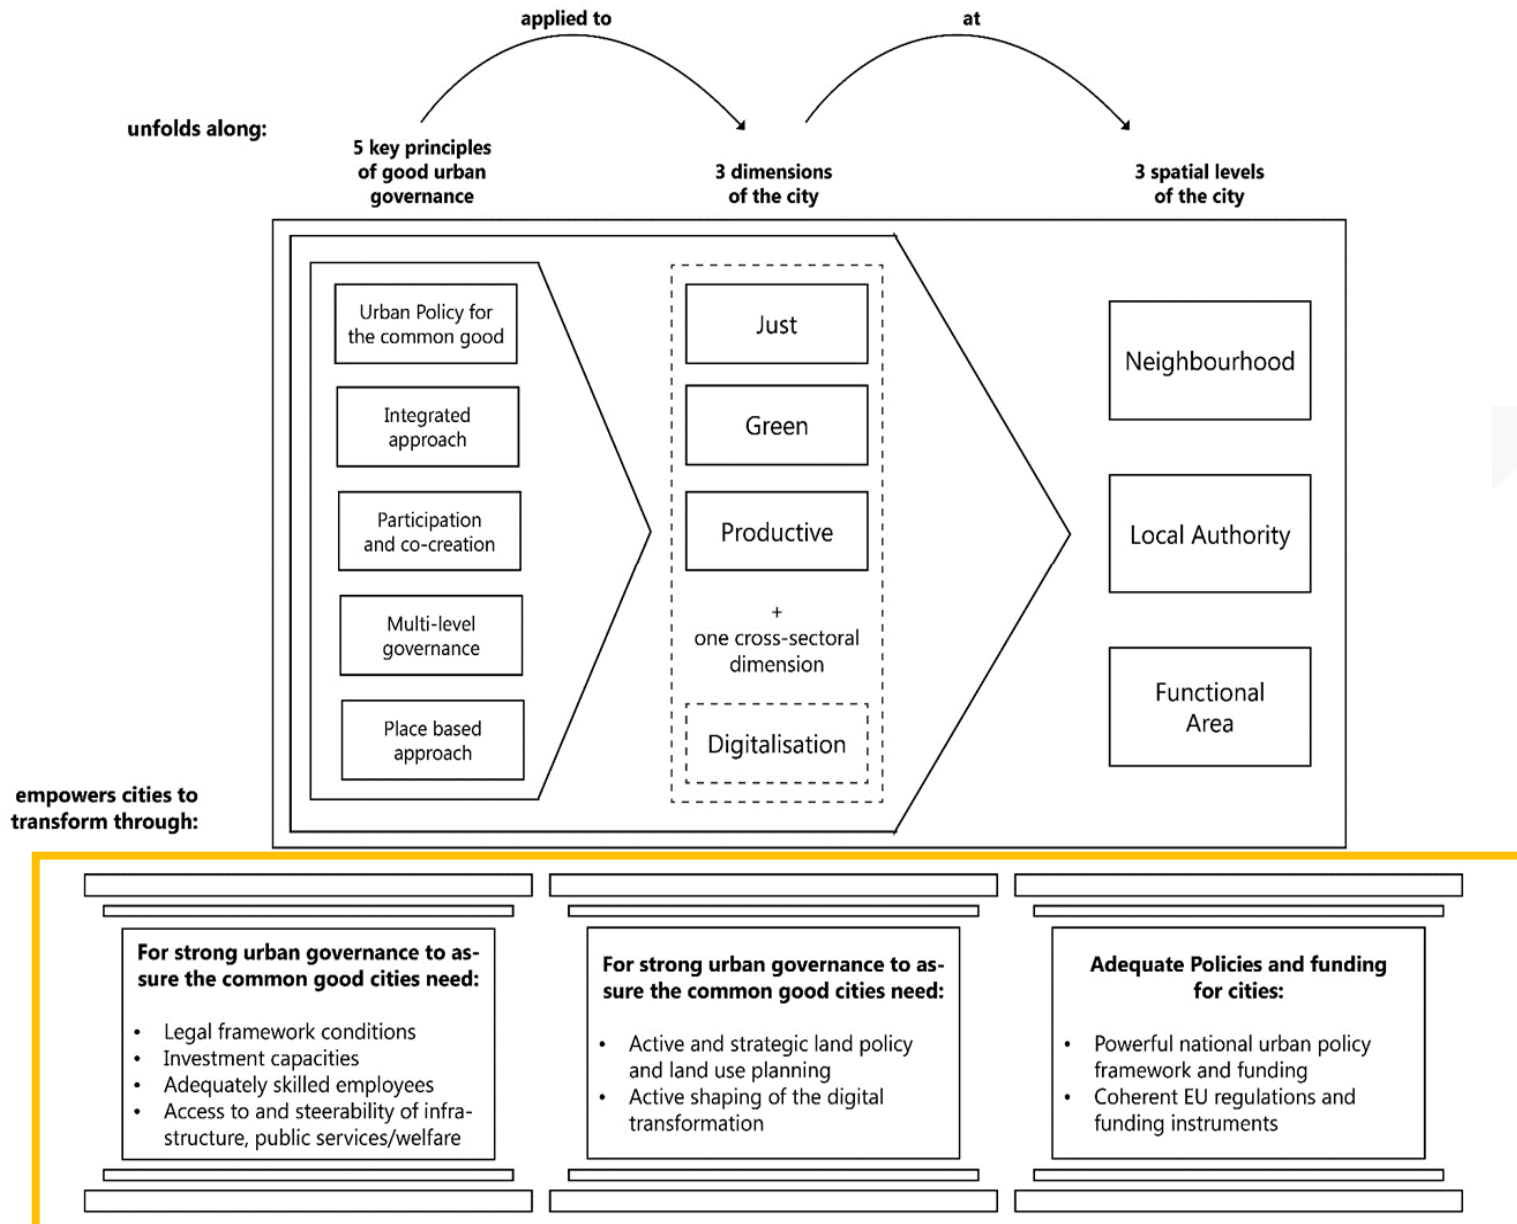 applied to
at
unfolds along:
5 key principles
of good urban
governance
3 dimensions
of the city
3 spatial levels
of the city
Urban Policy for
the common good
Integrated
approach
Participation
and co-creation
Multi-level
governance
Place based
approach
Just
Green
Productive
+
one cross-sectoral
dimension
Digitalisation
Neighbourhood
Local Authority
Functional
Area
empowers cities to
transform through:
For strong urban governance to as-
sure the common good cities need:
• Legal framework conditions
• Investment capacities
• Adequately skilled employees
• Access to and steerability of infra-
structure, public services/welfare
For strong urban governance to as-
sure the common good cities need:
• Active and strategic land policy
and land use planning
• Active shaping of the digital
transformation
Adequate Policies and funding
for cities:
• Powerful national urban policy
framework and funding
• Coherent EU regulations and
funding instruments